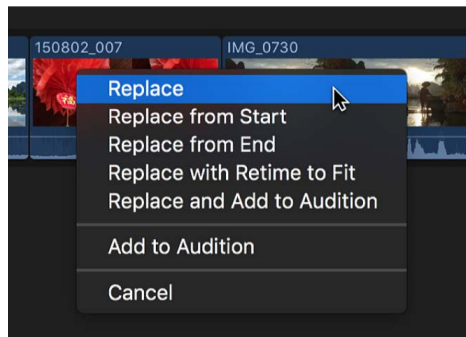 150802_007
IMG_0730
Replace
Replace from Start
Replace from End
Replace with Retime to Fit
Replace and Add to Audition
Add to Audition
Cancel